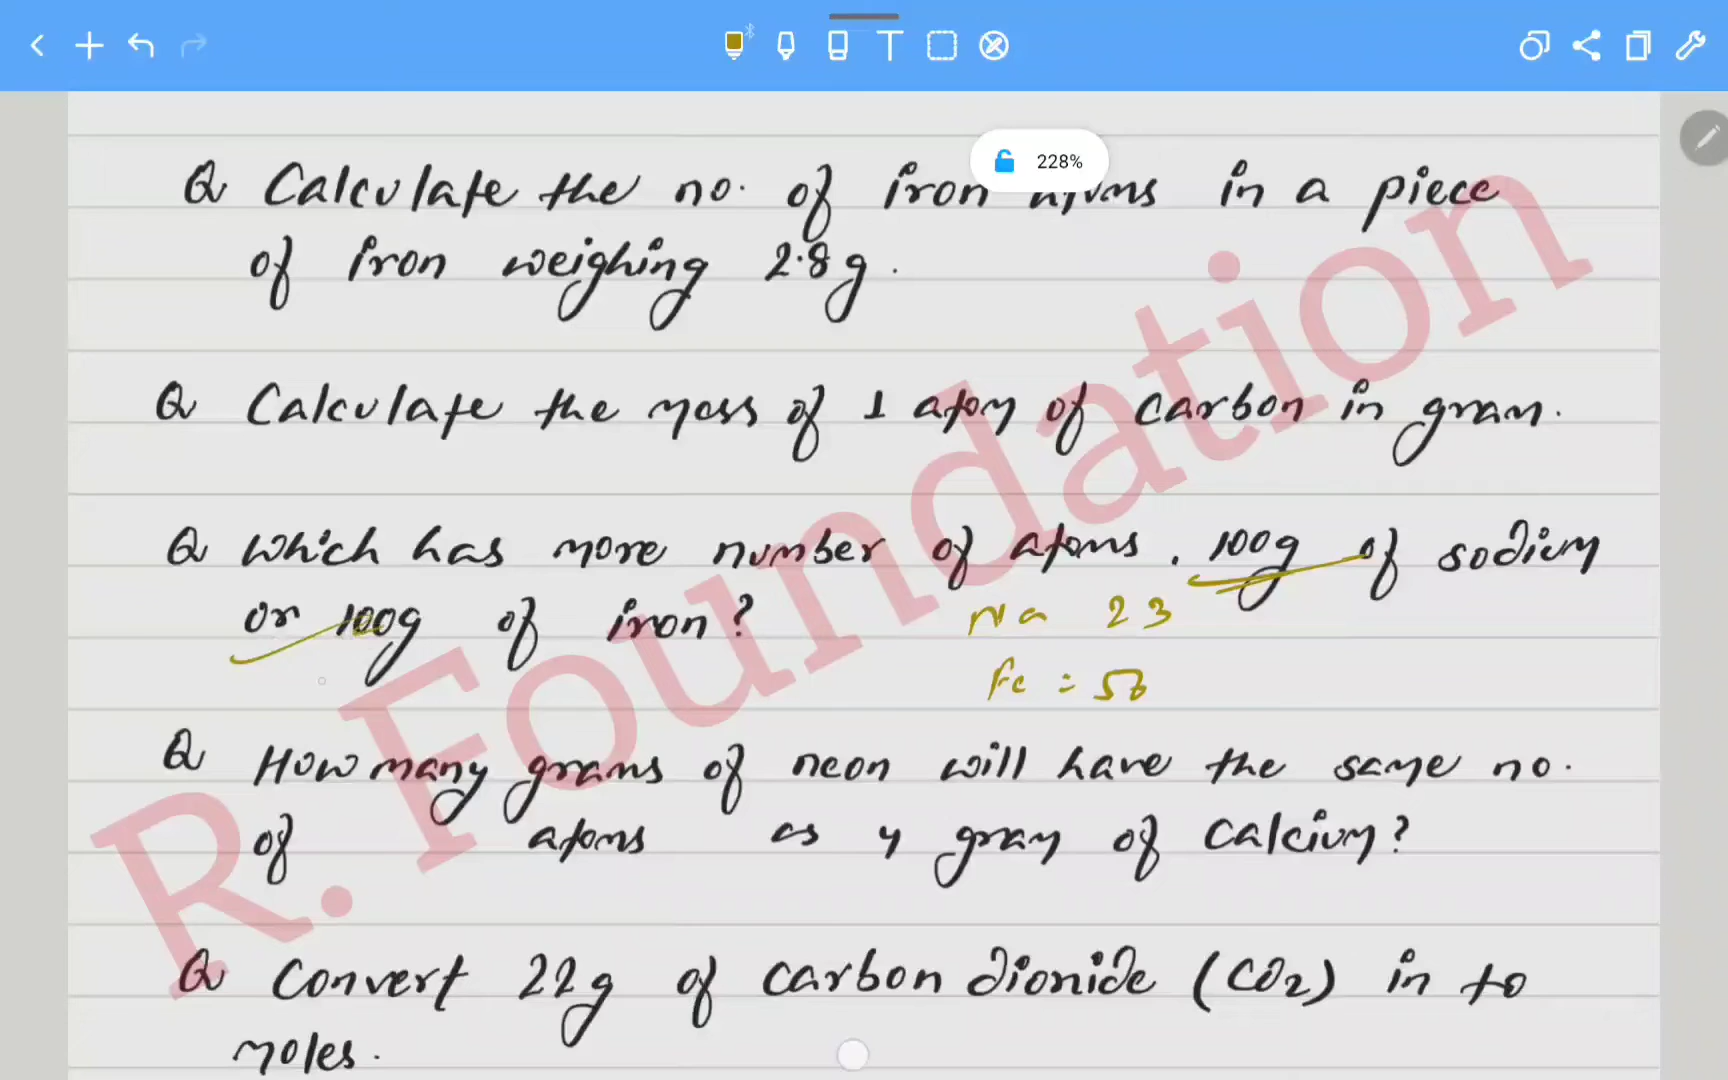 228%
Q Calculate the no. of iron atoms in a piece
of iron weighing 2.8g.
Q Calculate the mass of 1 atom of carbon in gram.
Q which has more number of atoms. 100g of sodium
or 100g of iron?
Na 23
Fe = 56
Q How many grams of neon will have the same no.
of atoms as 4 gram of calcium?
Q Convert 22g of carbon dioxide (CO2) in to
moles.
R. Foundation
T